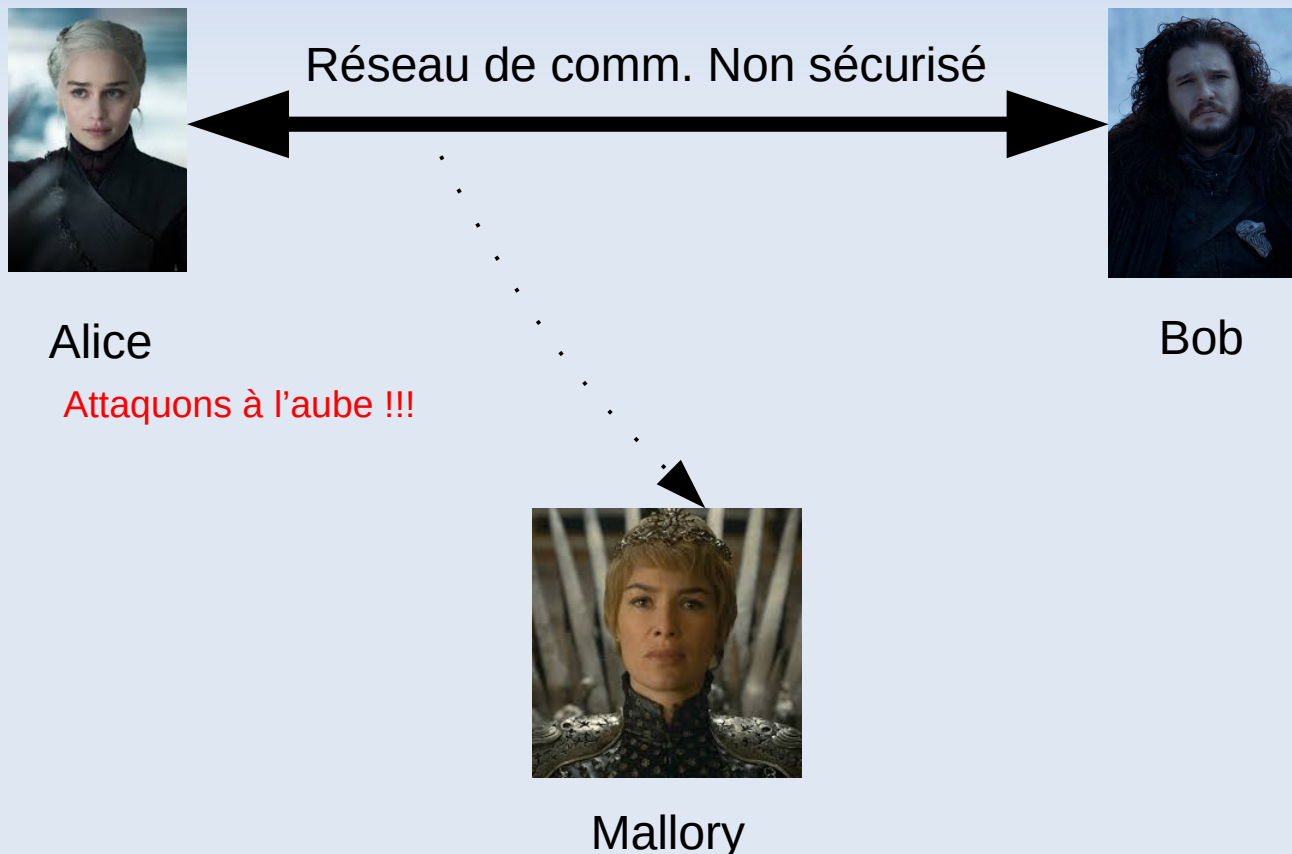 Réseau de comm. Non sécurisé
Alice
Bob
Attaquons à l’aube !!!
Mallory